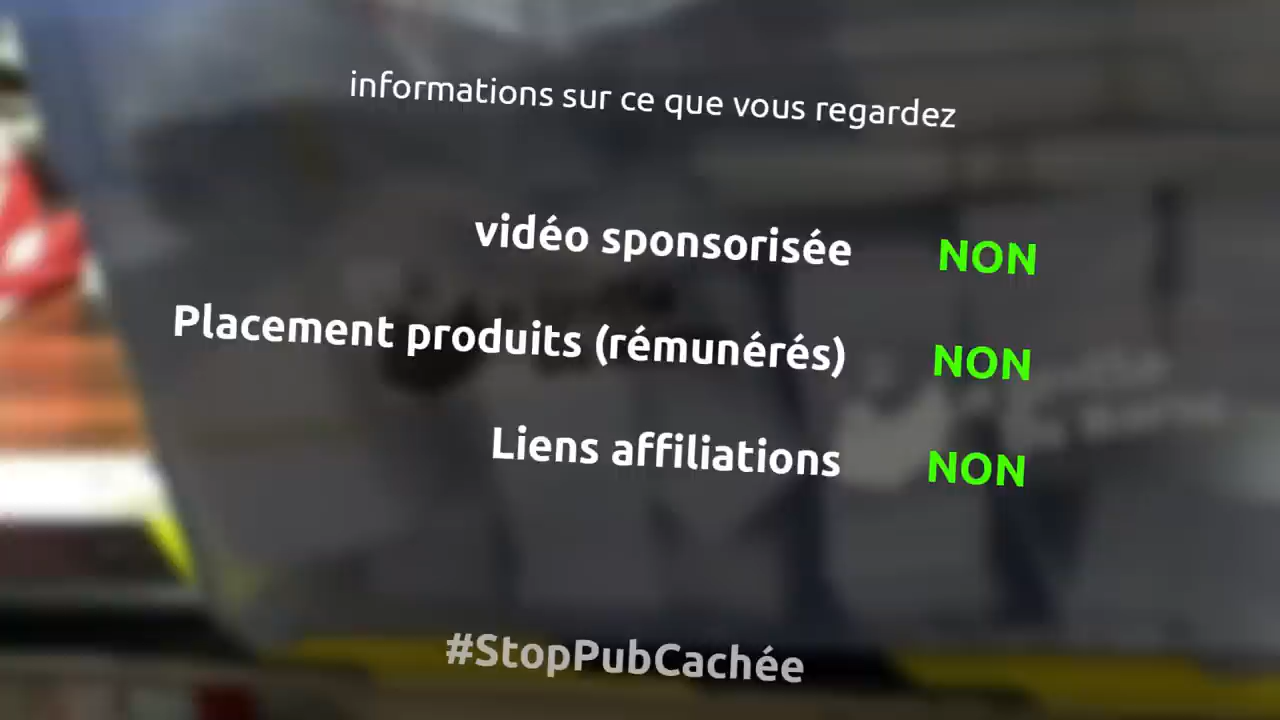 informations sur ce que vous regardez
vidéo sponsorisée NON
Placement produits (rémunérés) NON
Liens affiliations NON
#StopPubCachée